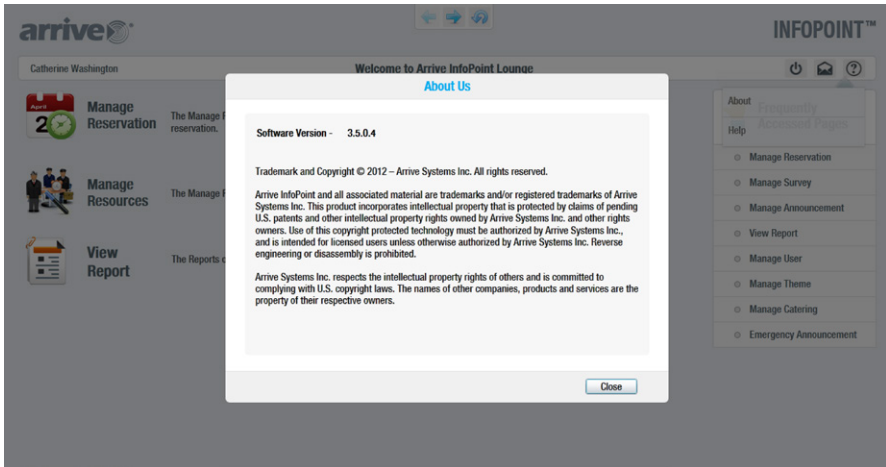 arrive
INFOPOINT™
Catherine Washington
Welcome to Arrive InfoPoint Lounge
About Us
Software Version - 3.5.0.4
Trademark and Copyright © 2012 – Arrive Systems Inc. All rights reserved.
Arrive InfoPoint and all associated material are trademarks and/or registered trademarks of Arrive
Systems Inc. This product incorporates intellectual property that is protected by claims of pending
U.S. patents and other intellectual property rights owned by Arrive Systems Inc. and other rights
owners. Use of this copyright protected technology must be authorized by Arrive Systems Inc.,
and is intended for licensed users unless otherwise authorized by Arrive Systems Inc. Reverse
engineering or disassembly is prohibited.
Arrive Systems Inc. respects the intellectual property rights of others and is committed to
complying with U.S. copyright laws. The names of other companies, products and services are the
property of their respective owners.
Close
April
2
Manage
Reservation
The Manage
reservation.
Manage
Resources
The Manage
View
Report
The Reports
About
Help
Frequently
Accessed Pages
Manage Reservation
Manage Survey
Manage Announcement
View Report
Manage User
Manage Theme
Manage Catering
Emergency Announcement